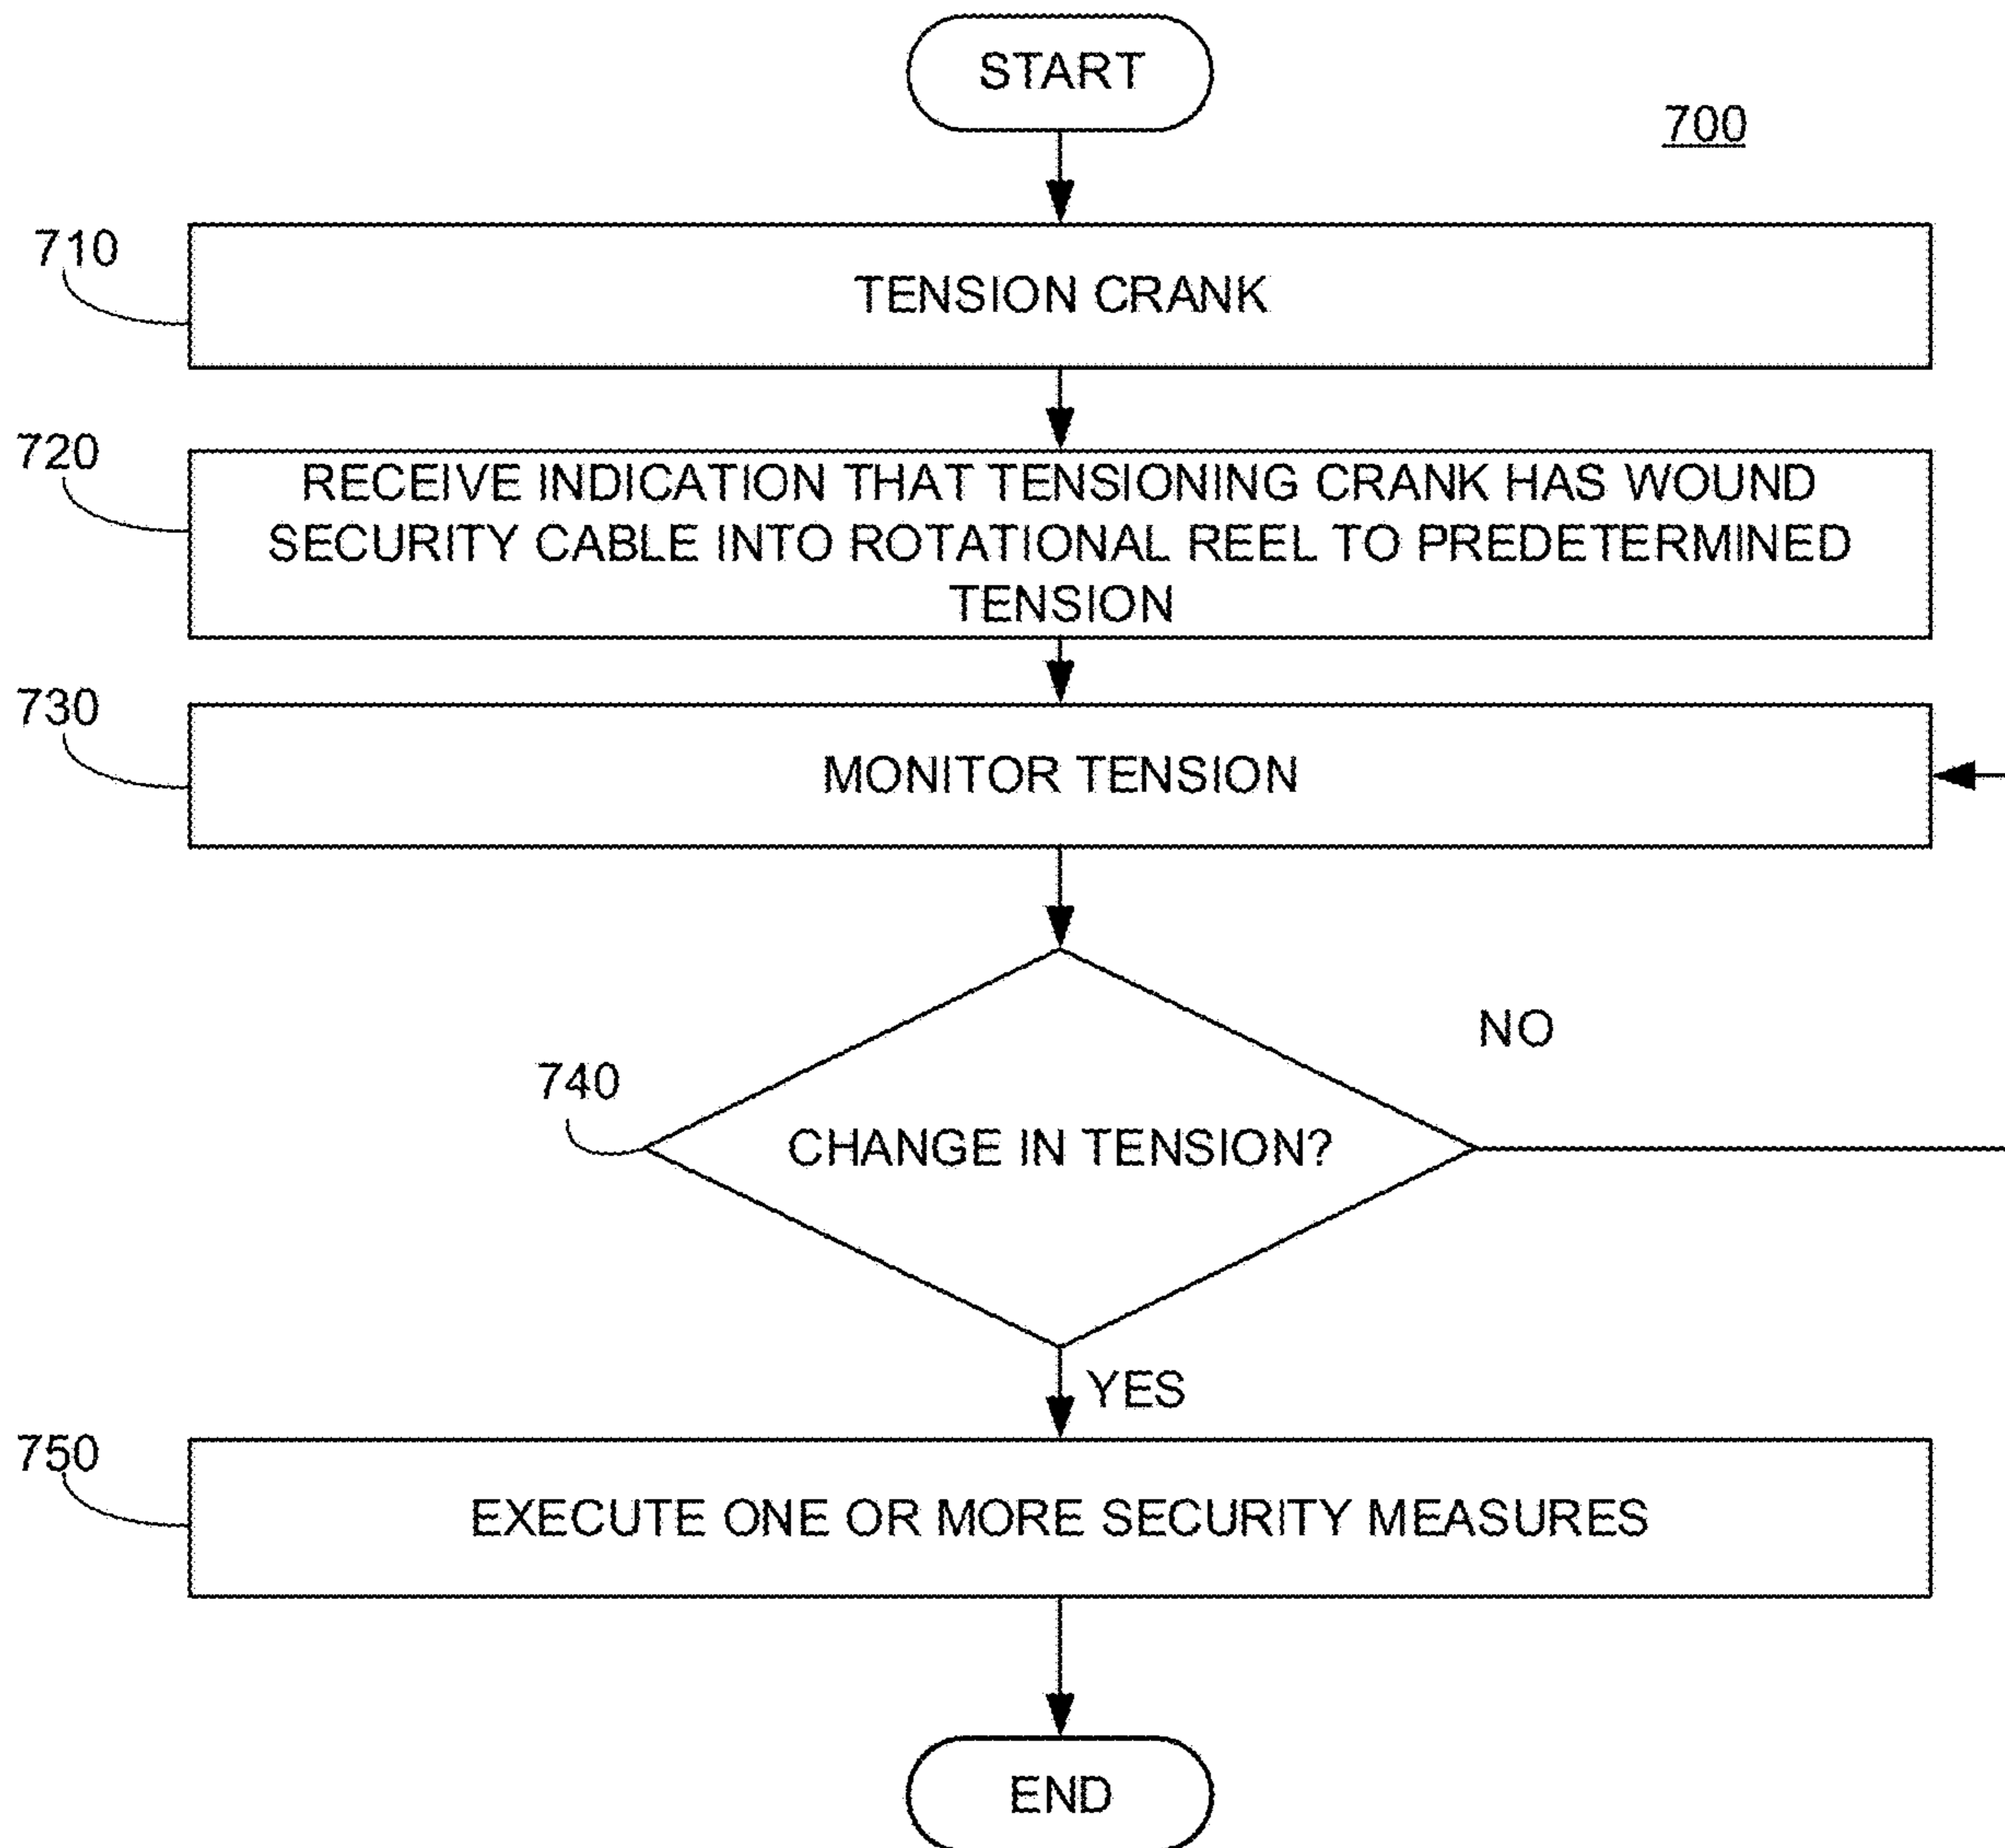 START
700
710
TENSION CRANK
720
RECEIVE INDICATION THAT TENSIONING CRANK HAS WOUND
SECURITY CABLE INTO ROTATIONAL REEL TO PREDETERMINED
TENSION
730
MONITOR TENSION
NO
740
CHANGE IN TENSION?
YES
750
EXECUTE ONE OR MORE SECURITY MEASURES
END